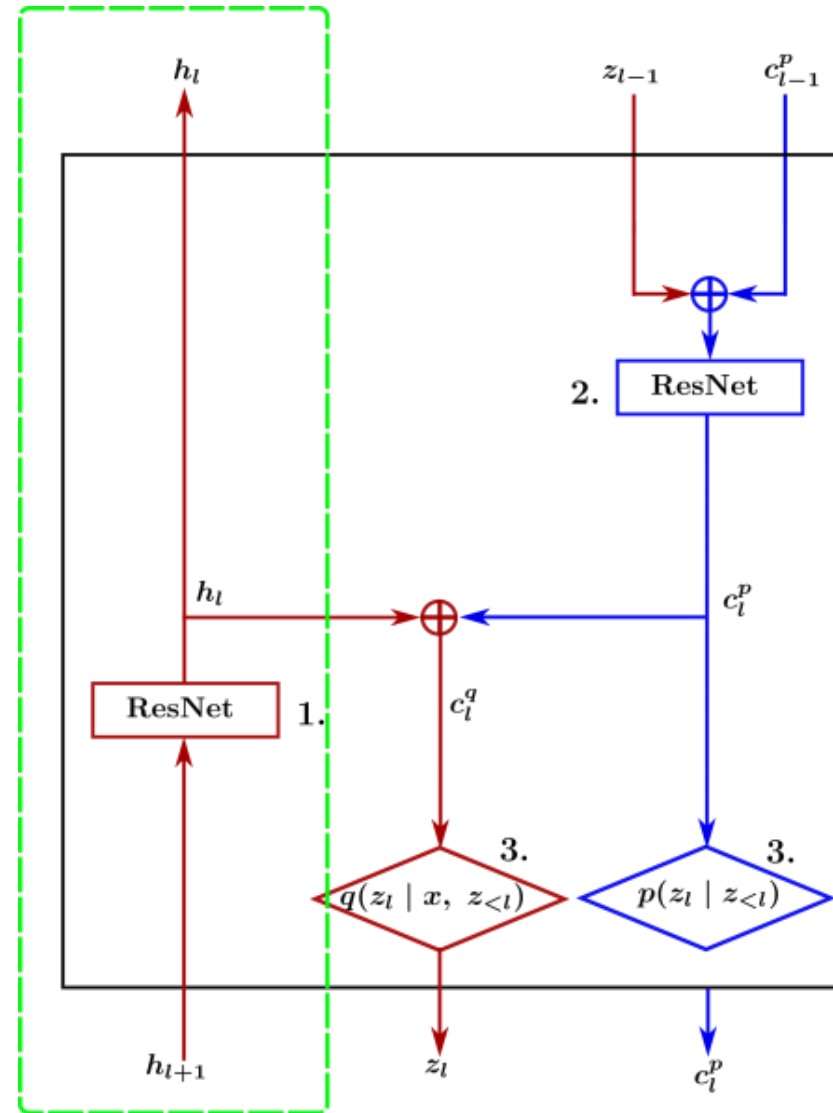 h_l z_{l-1} c^p_{l-1}
ResNet
2.
h_l c^p_l
ResNet
1.
c^q_l
3. 3.
q(z_l | x, z_{<l}) p(z_l | z_{<l})
h_{l+1} z_l c^p_l